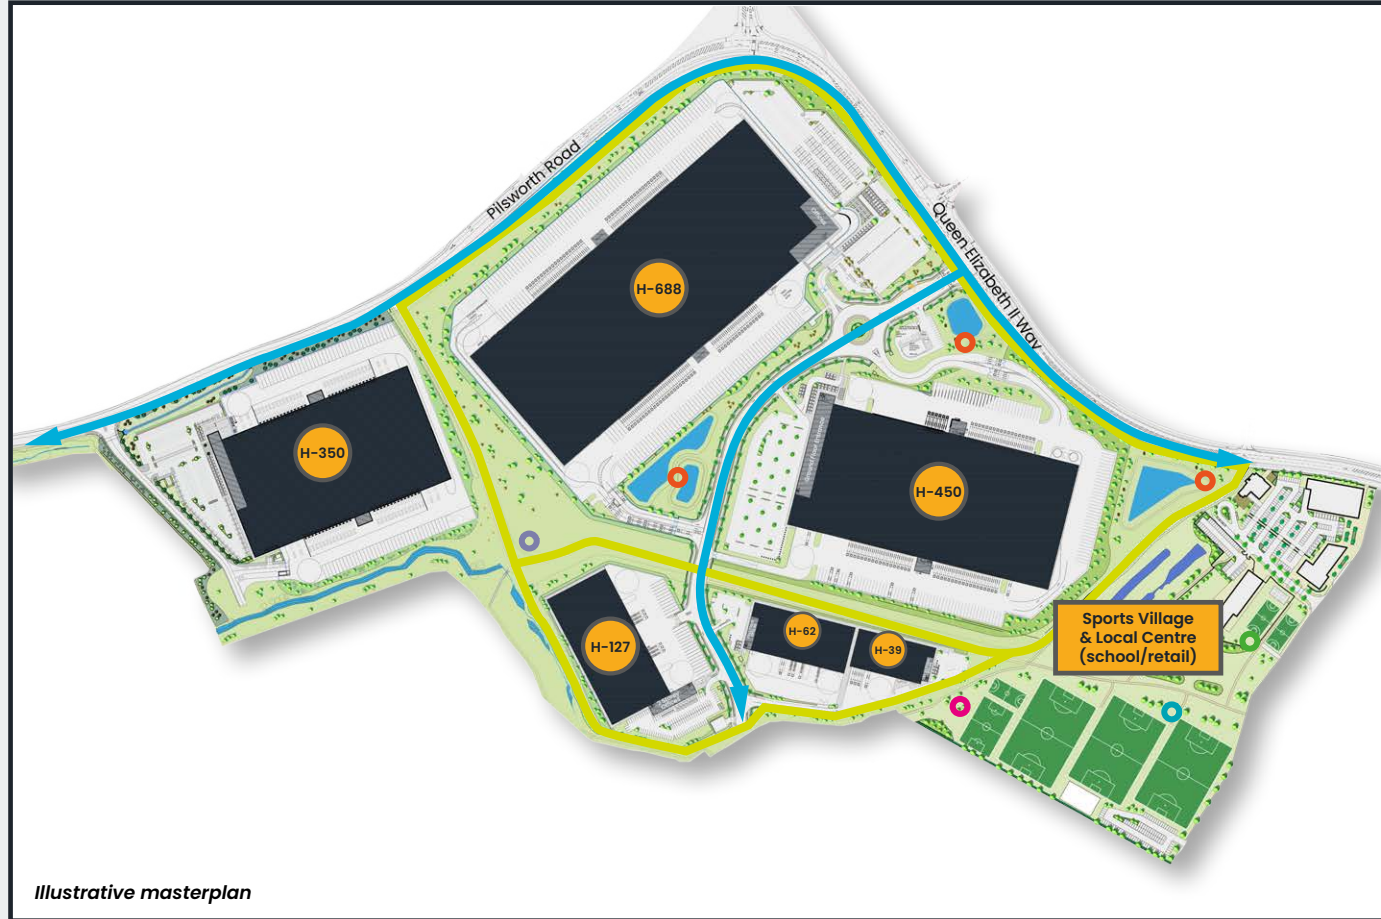 Pilsworth Road
Queen Elizabeth II Way
H-688
H-350
H-450
H-62
H-39
H-127
Sports Village
& Local Centre
(school/retail)
Illustrative masterplan